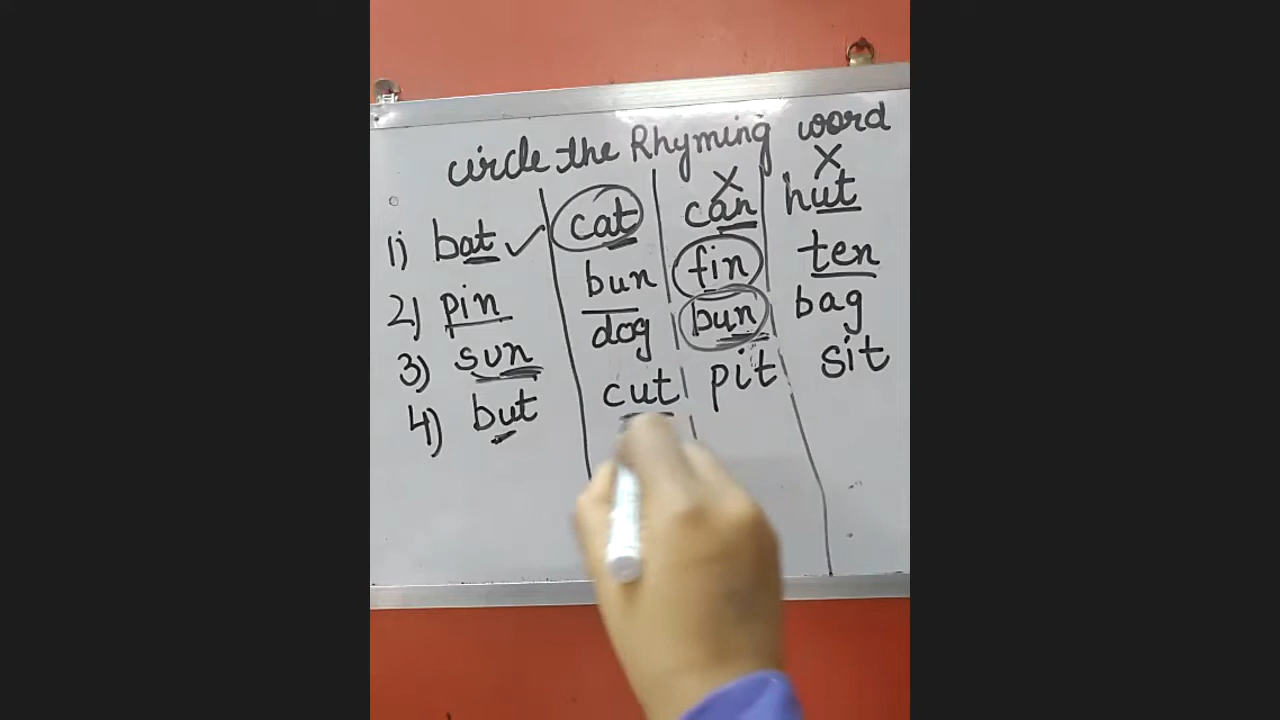 circle the Rhyming word
1) bat cat can hut
2) pin bun fin ten
3) sun dog bun bag
4) but cut pit sit